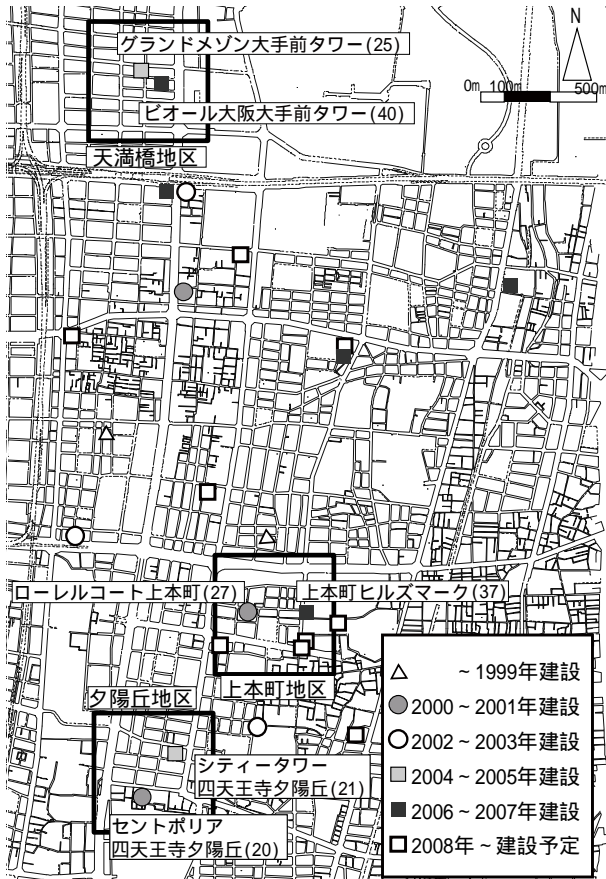 グランドメゾン大手前タワー(25)
N
0m 100m 500m
ビオール大阪大手前タワー(40)
天満橋地区
ローレルコート上本町(27)
上本町ヒルズマーク(37)
上本町地区
夕陽丘地区
シティータワー
四天王寺夕陽丘(21)
セントポリア
四天王寺夕陽丘(20)
~1999年建設
2000~2001年建設
2002~2003年建設
2004~2005年建設
2006~2007年建設
2008年~建設予定